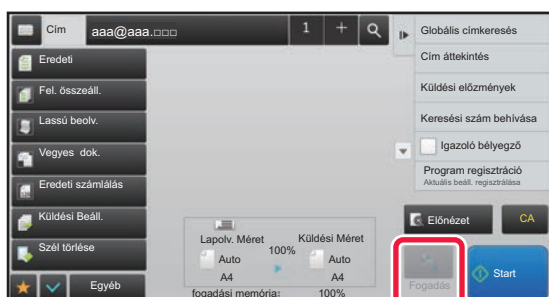 Cím
aaa@aaa.□□□
1
+
Globális címkeresés
Eredeti
Cím áttekintés
Fel. összeáll.
Küldési előzmények
Lassú beolv.
Keresési szám behívása
Vegyes dok.
Igazoló bélyegző
Eredeti számlálás
Program regisztráció
Aktuális beáll. regisztrálása
Küldési Beáll.
Előnézet
CA
Szél törlése
Lapolv. Méret
100%
Küldési Méret
Auto
Auto
A4
A4
Egyéb
fogadási memória:
100%
Fogadás
Start